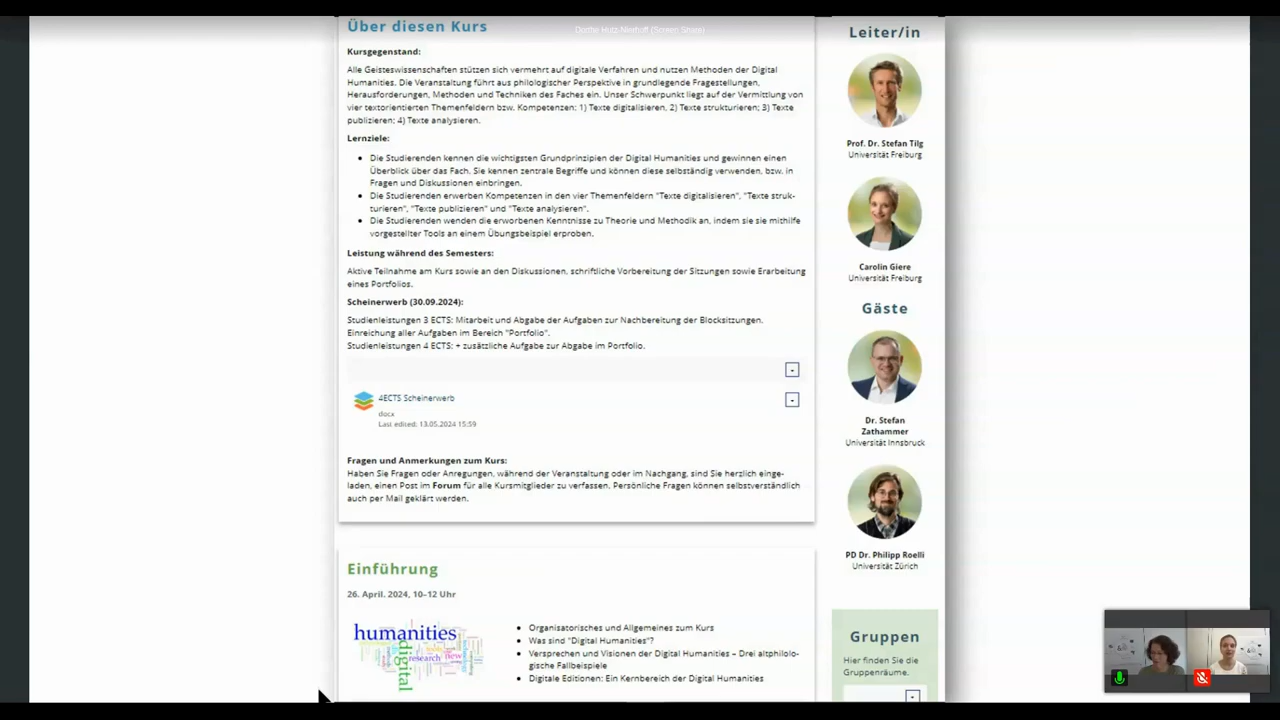 Über diesen Kurs
Kursgegenstand:
Alle Geisteswissenschaften stützen sich vermehrt auf digitale Verfahren und nutzen Methoden der Digital
Humanities. Die Veranstaltung führt aus philologischer Perspektive in grundlegende Fragestellungen,
Herausforderungen, Methoden und Techniken des Faches ein. Unser Schwerpunkt liegt auf der Vermittlung von
vier textorientierten Themenfeldern bzw. Kompetenzen: 1) Texte digitalisieren, 2) Texte strukturieren; 3) Texte
publizieren; 4) Texte analysieren.
Lernziele:
Die Studierenden kennen die wichtigsten Grundprinzipien der Digital Humanities und gewinnen einen
Überblick über das Fach. Sie kennen zentrale Begriffe und können diese selbständig verwenden, bzw. in
Fragen und Diskussionen einbringen.
Die Studierenden erwerben Kompetenzen in den vier Themenfeldern "Texte digitalisieren", "Texte struk-
turieren", "Texte publizieren" und "Texte analysieren".
Die Studierenden wenden die erworbenen Kenntnisse zu Theorie und Methodik an, indem sie sie mithilfe
vorgestellter Tools an einem Übungsbeispiel erproben.
Leistung während des Semesters:
Aktive Teilnahme am Kurs sowie an den Diskussionen, schriftliche Vorbereitung der Sitzungen sowie Erarbeitung
eines Portfolios.
Scheinerwerb (30.09.2024):
Studienleistungen 3 ECTS: Mitarbeit und Abgabe der Aufgaben zur Nachbereitung der Blocksitzungen.
Einreichung aller Aufgaben im Bereich "Portfolio".
Studienleistungen 4 ECTS: + zusätzliche Aufgabe zur Abgabe im Portfolio.
4ECTS Scheinerwerb
docx
Last edited: 13.05.2024 15:59
Fragen und Anmerkungen zum Kurs:
Haben Sie Fragen oder Anregungen, während der Veranstaltung oder im Nachgang, sind Sie herzlich einge-
laden, einen Post im Forum für alle Kursmitglieder zu verfassen. Persönliche Fragen können selbstverständlich
auch per Mail geklärt werden.
Einführung
26. April. 2024, 10–12 Uhr
humanities
digital
research
new
Organisatorisches und Allgemeines zum Kurs
Was sind "Digital Humanities"?
Versprechen und Visionen der Digital Humanities – Drei altphilolo-
gische Fallbeispiele
Digitale Editionen: Ein Kernbereich der Digital Humanities
Leiter/in
Prof. Dr. Stefan Tilg
Universität Freiburg
Carolin Giere
Universität Freiburg
Gäste
Dr. Stefan
Zathammer
Universität Innsbruck
PD Dr. Philipp Roelli
Universität Zürich
Gruppen
Hier finden Sie die
Gruppenräume.
(Screen Share)